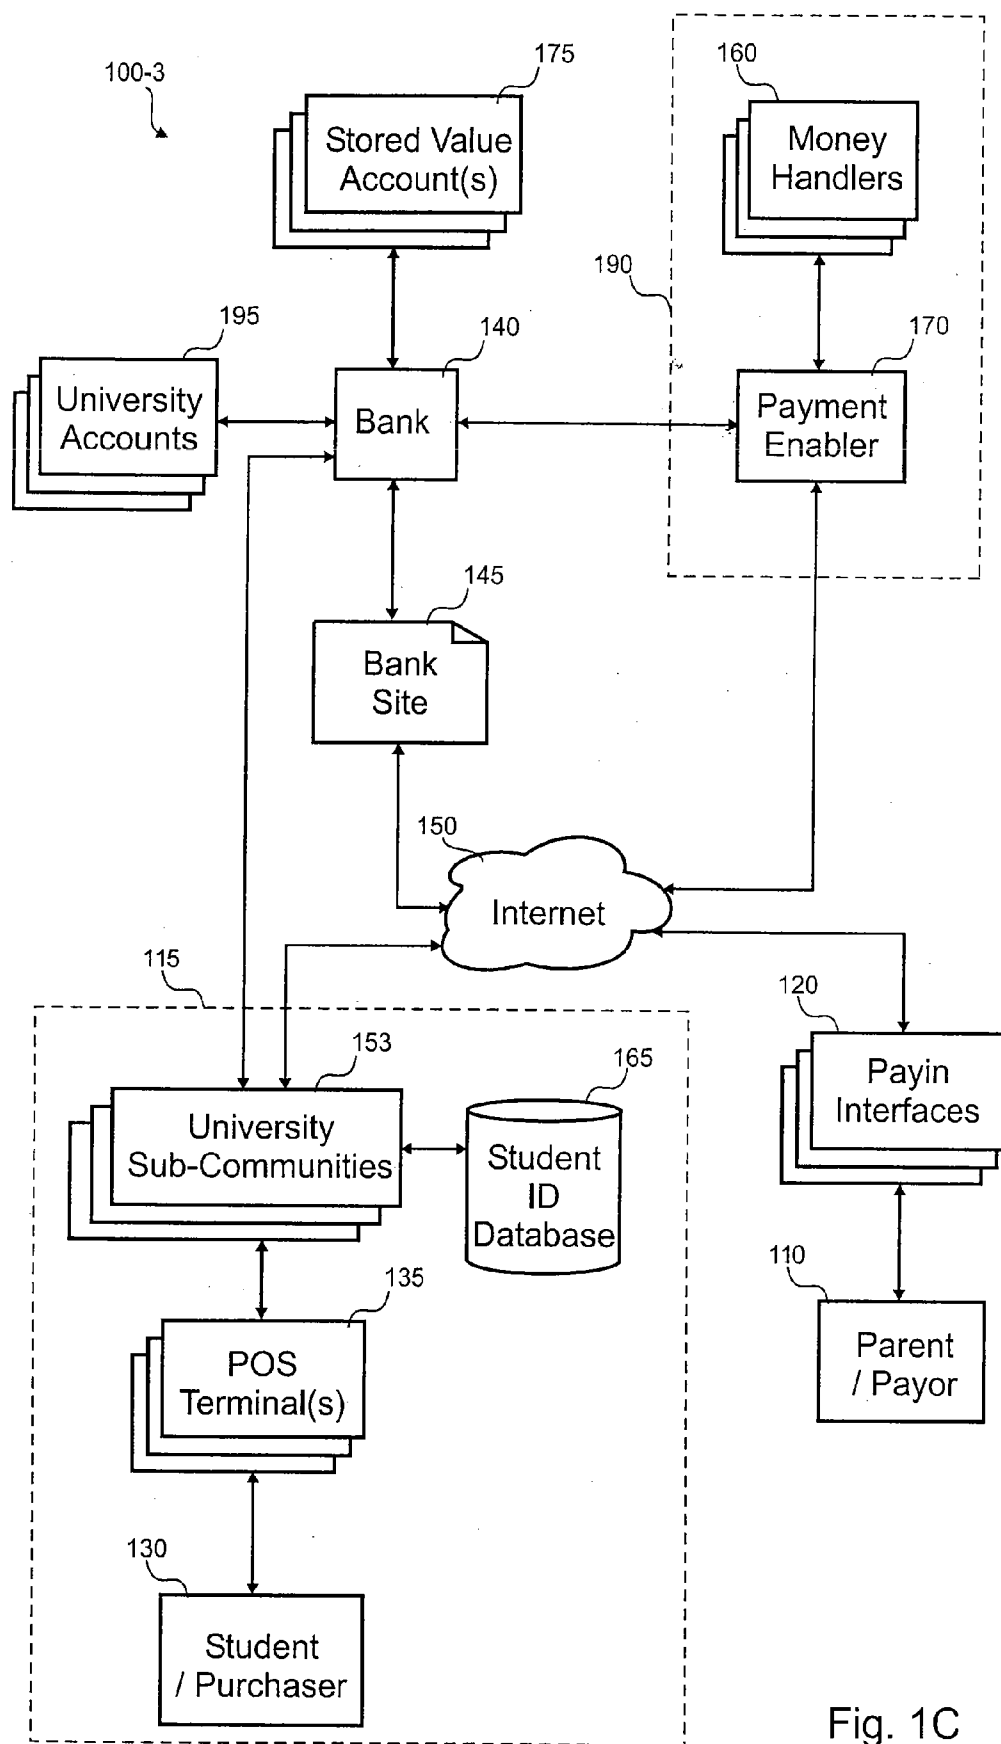 100-3
175
Stored Value
Account(s)
160
Money
Handlers
190
195
University
Accounts
140
Bank
170
Payment
Enabler
145
Bank
Site
150
Internet
115
153
University
Sub-Communities
165
Student
ID
Database
120
Payin
Interfaces
135
POS
Terminal(s)
110
Parent
/ Payor
130
Student
/ Purchaser
Fig. 1C